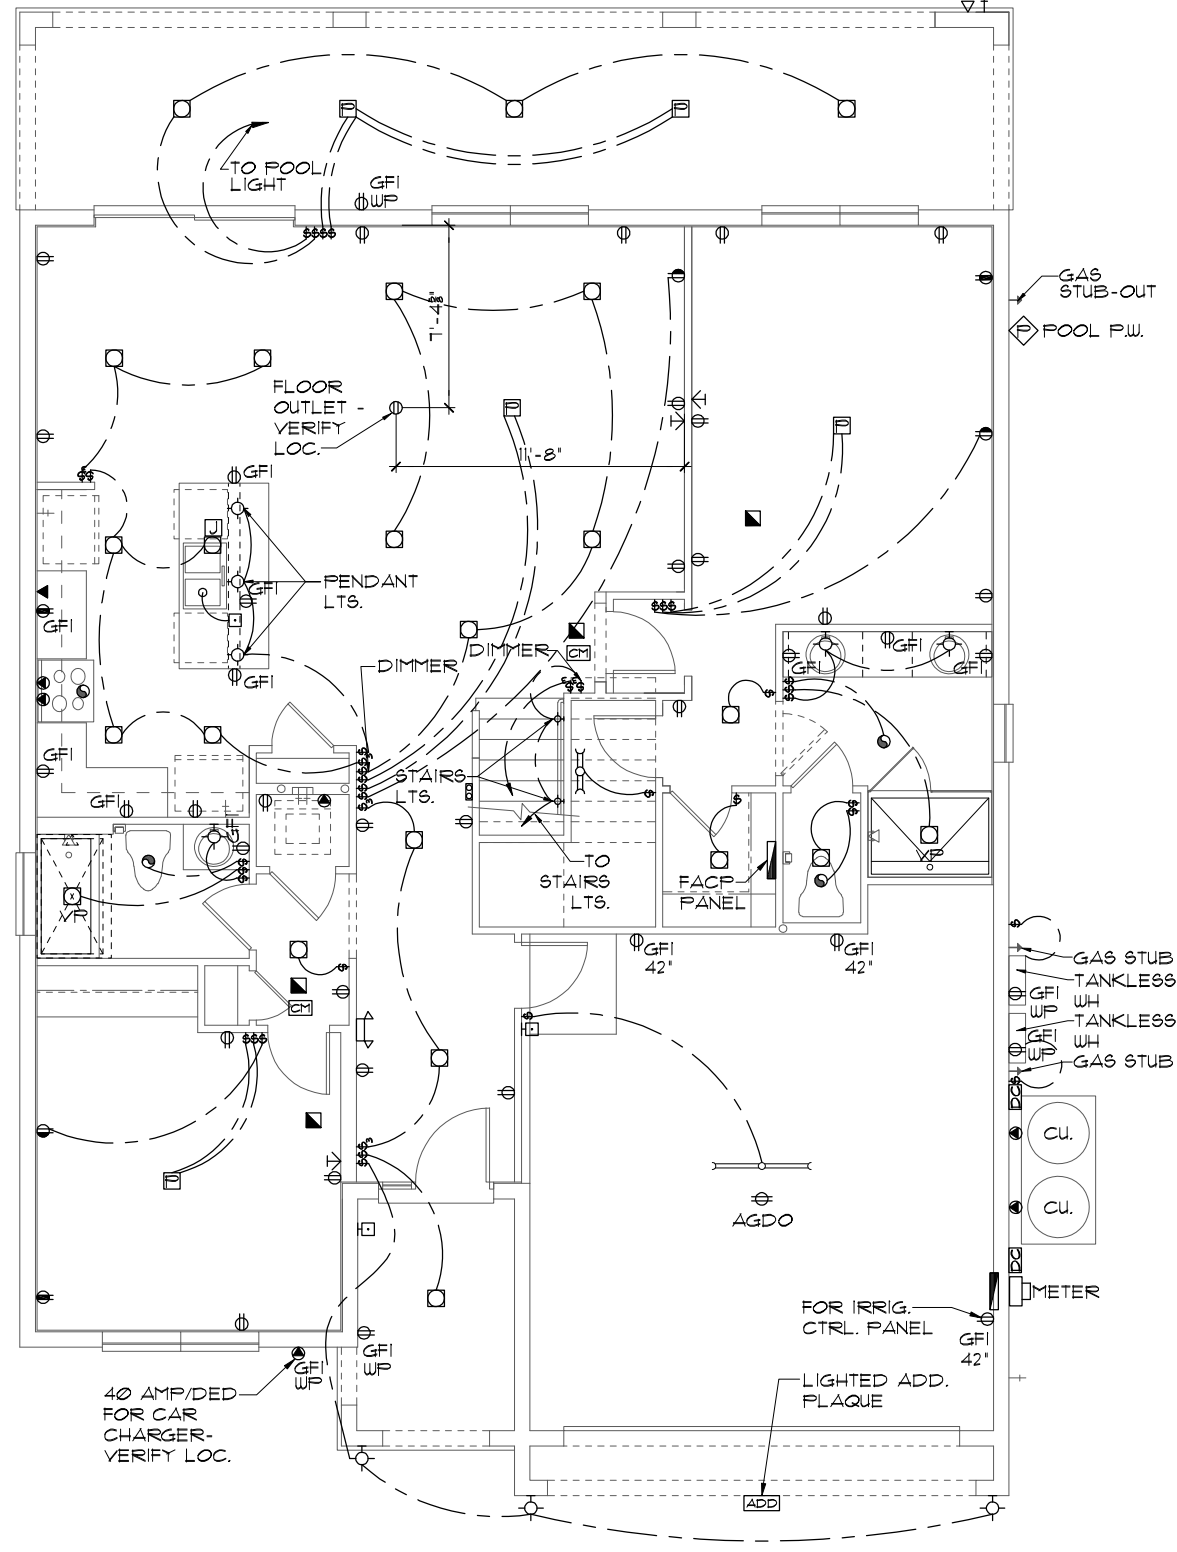 T
P
P
TO POOL
LIGHT
GFI
WP
$$$$
GAS
STUB-OUT
P
POOL P.W.
7'-4 1/2"
FLOOR
OUTLET -
VERIFY
LOC.
P
P
11'-8"
$$
GFI
J
PENDANT
LTS.
GFI
GFI
GFI
DIMMER
DIMMER
CM
$$$
$$
$
GFI
GFI
GFI
$
$$$
GFI
GFI
STAIRS
LTS.
$
$
$$
VP
TO
STAIRS
LTS.
FACP
PANEL
VP
$$$
$
GFI
42"
GFI
42"
CM
$
GAS STUB
TANKLESS
WH
GFI
WP
TANKLESS
WH
GFI
WP
GAS STUB
$
$
$$$
DC
CU.
CU.
P
$$$3
AGDO
DC
METER
FOR IRRIG.
CTRL. PANEL
GFI
42"
GFI
WP
GFI
WP
40 AMP/DED
FOR CAR
CHARGER-
VERIFY LOC.
LIGHTED ADD.
PLAQUE
ADD